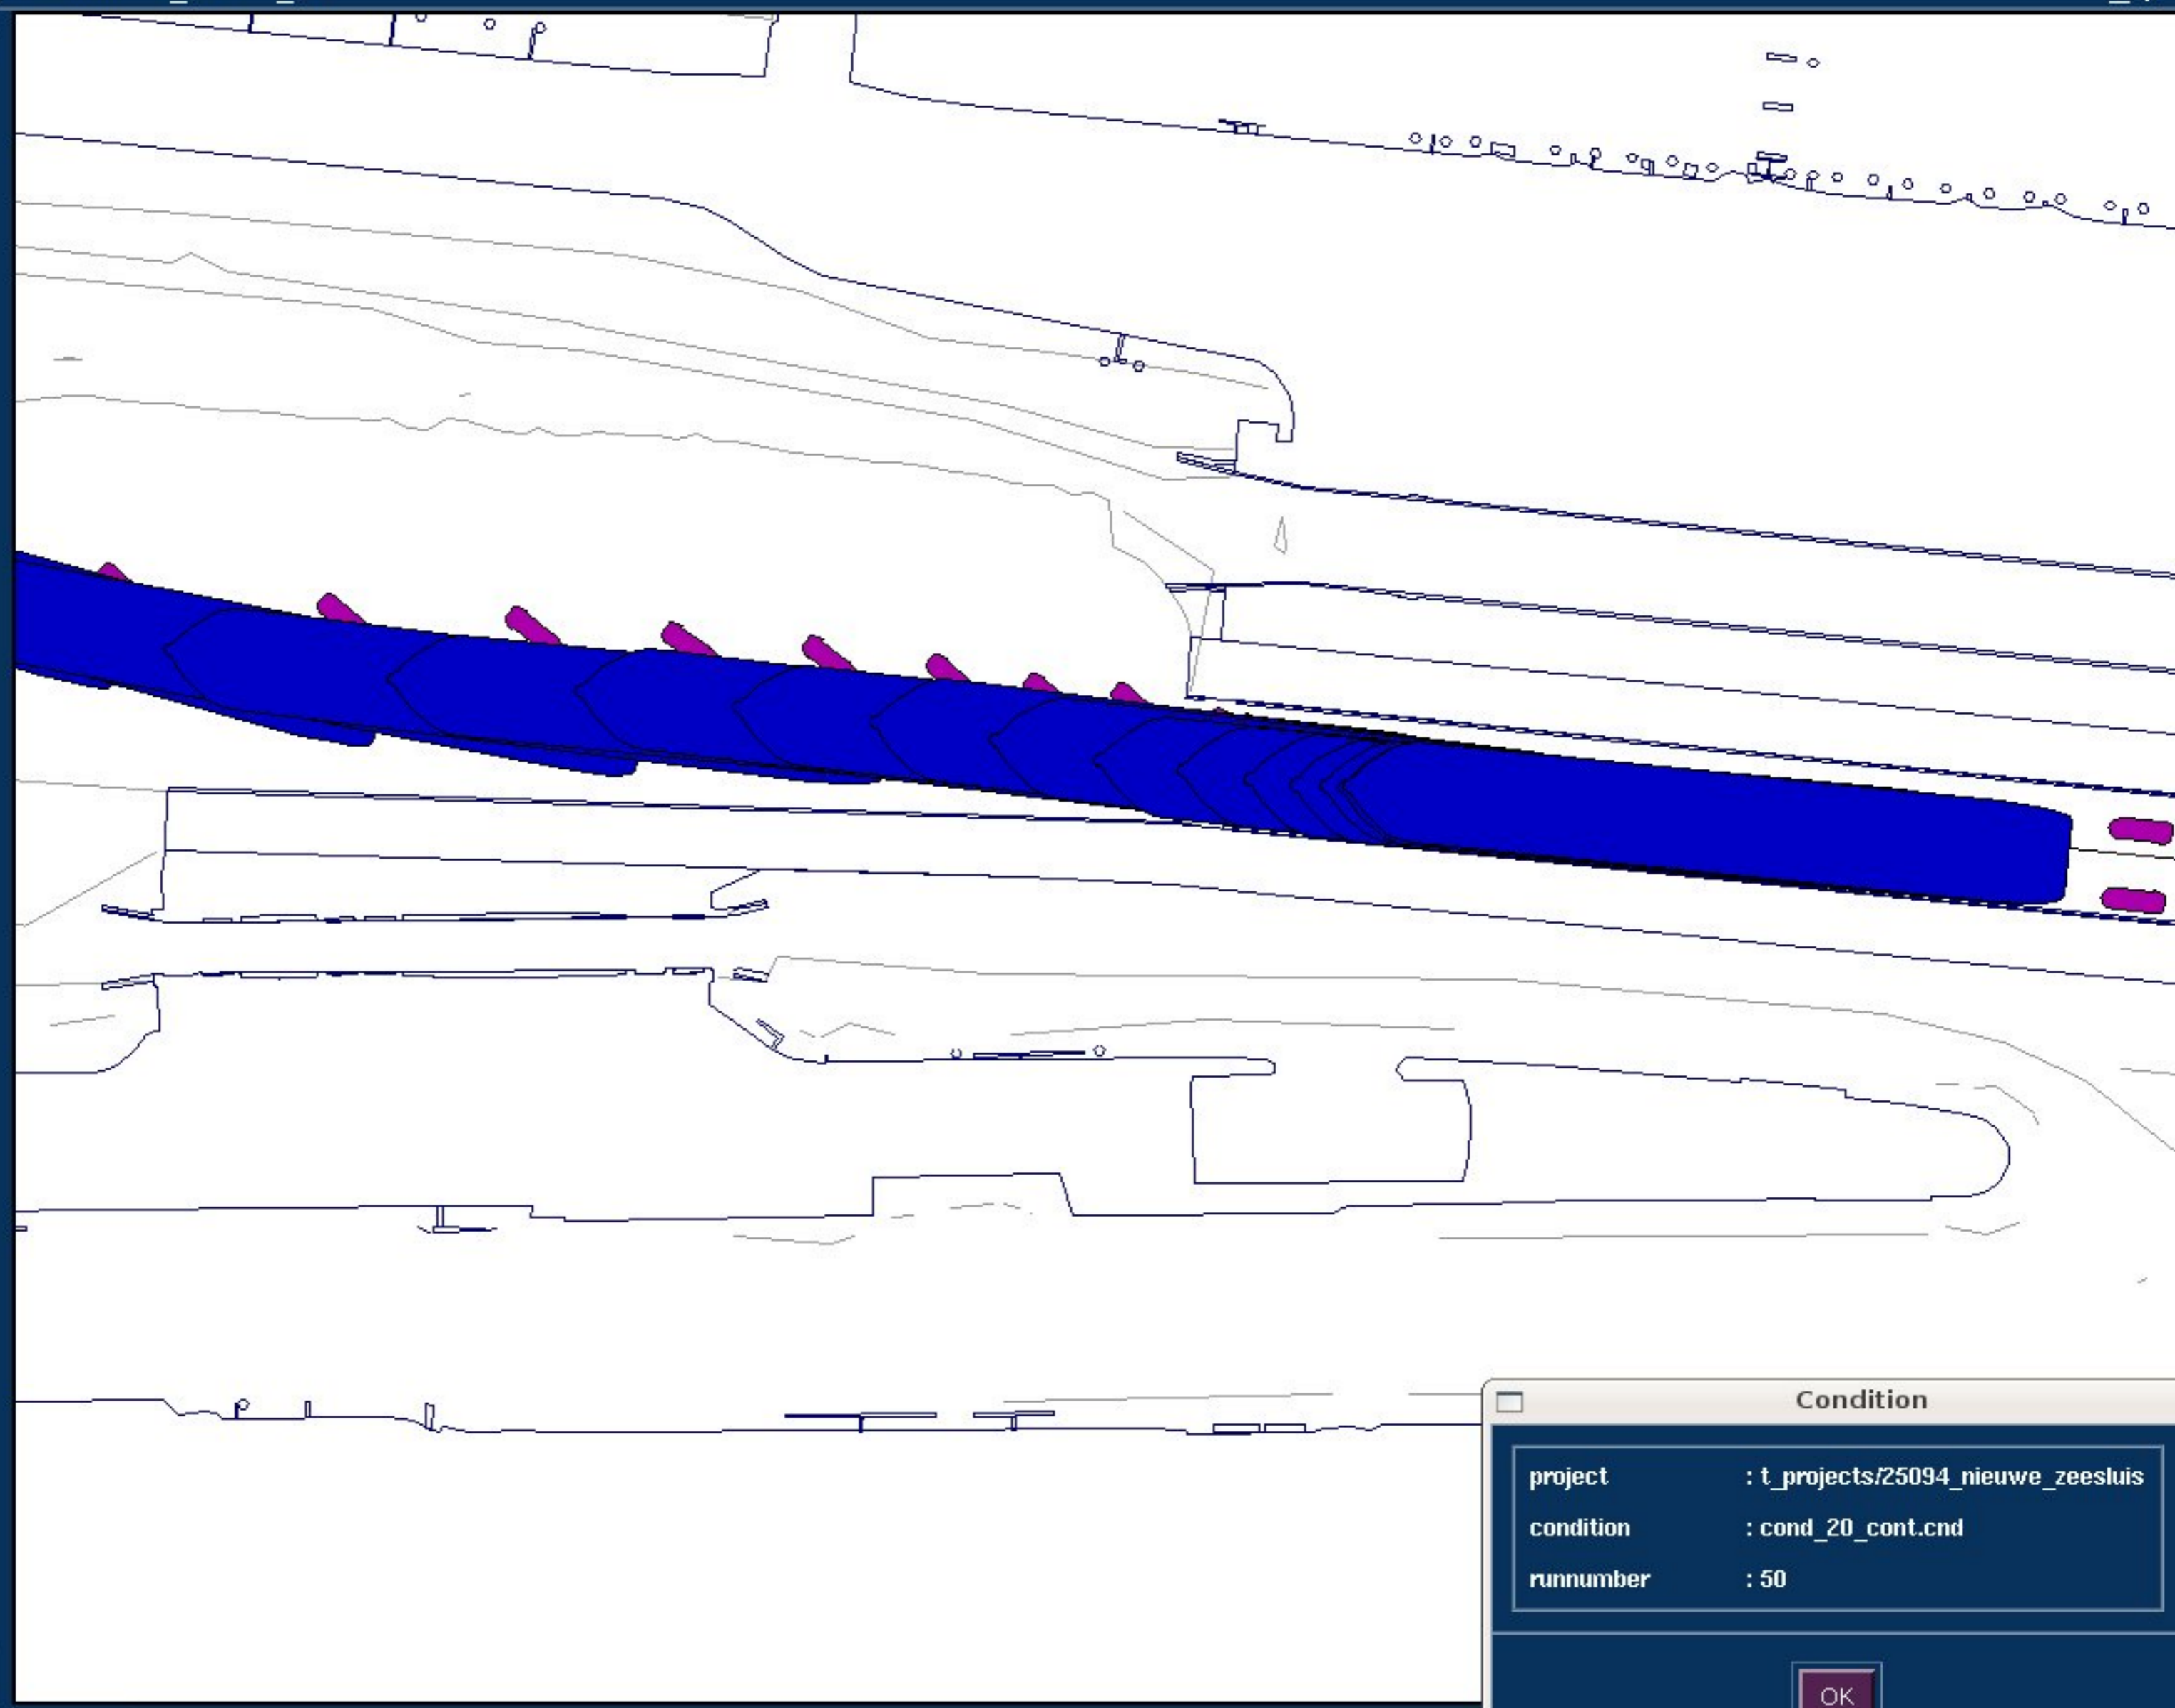 Condition
project : t_projects/25094_nieuwe_zeesluis
condition : cond_20_cont.cnd
runnumber : 50
OK